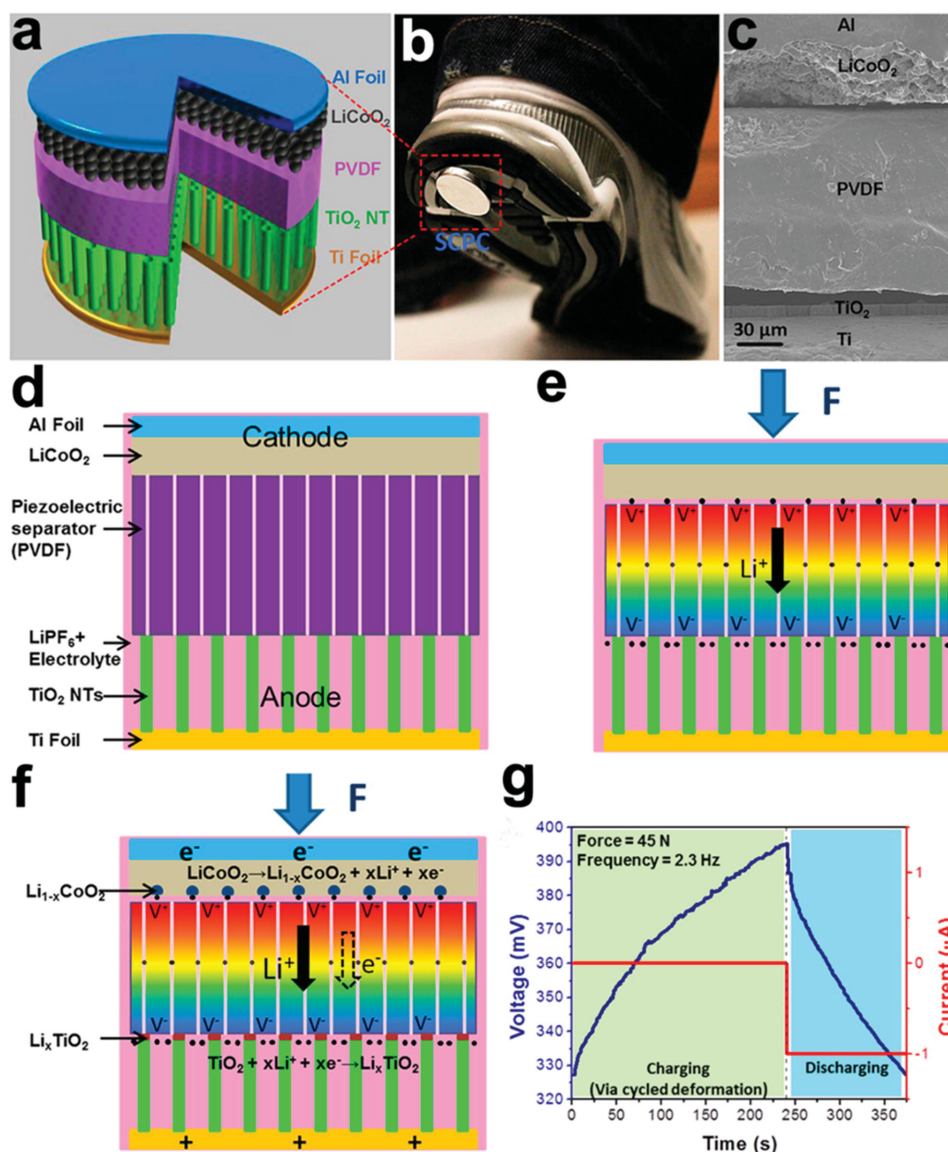 a
Al Foil
LiCoO₂
PVDF
TiO₂ NT
Ti Foil
b
SCPC
c
Al
LiCoO₂
PVDF
TiO₂
30 μm
Ti
d
Al Foil
Cathode
LiCoO₂
Piezoelectric
separator
(PVDF)
LiPF₆+
Electrolyte
TiO₂ NTs
Anode
Ti Foil
e
F
V⁺ V⁺ V⁺ V⁺ V⁺ V⁺
Li⁺
V⁻ V⁻ V⁻ V⁻ V⁻ V⁻
f
F
e⁻ e⁻ e⁻
LiCoO₂→Li₁₋ₓCoO₂ + xLi⁺ + xe⁻
Li₁₋ₓCoO₂
V⁺ V⁺ V⁺ V⁺ V⁺ V⁺
Li⁺ e⁻
V⁻ V⁻ V⁻ V⁻ V⁻ V⁻
LiₓTiO₂
TiO₂ + xLi⁺ + xe⁻→LiₓTiO₂
+ + +
g
Force = 45 N
Frequency = 2.3 Hz
400
390
380
370
360
350
340
330
320
Voltage (mV)
1
0
-1
Current (μA)
Charging
(Via cycled deformation)
Discharging
0 50 100 150 200 250 300 350
Time (s)